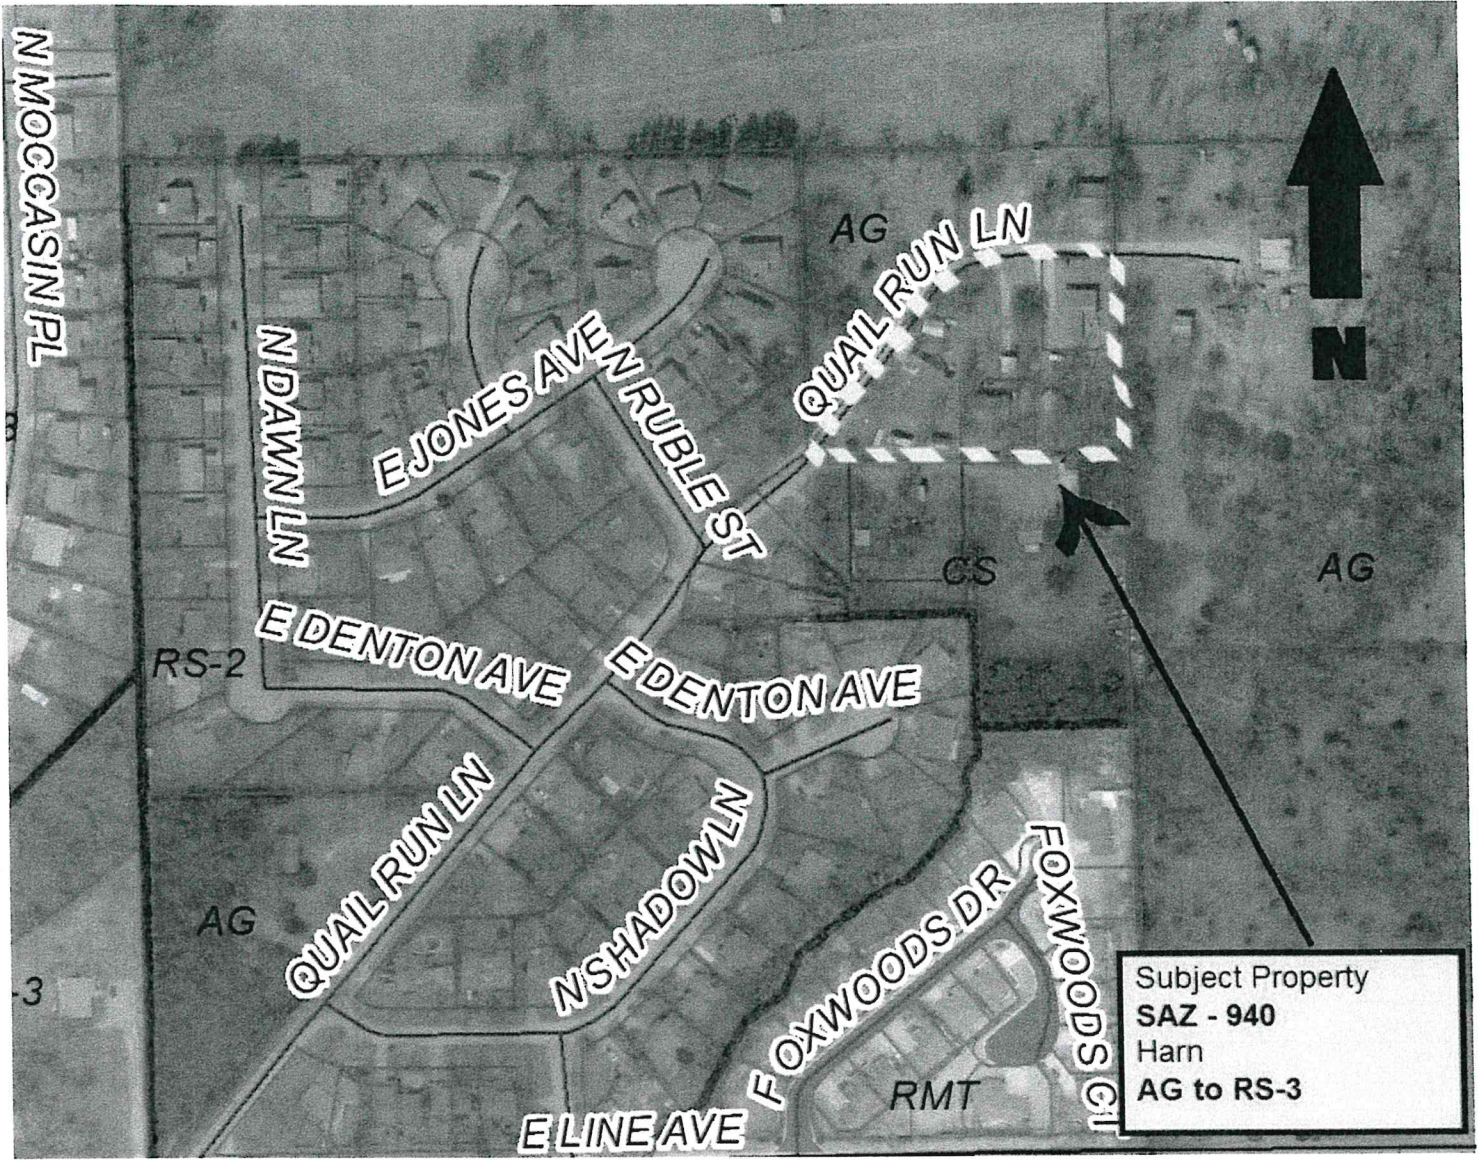 N MOCCASIN PL
AG
QUAIL RUN LN
N
N DAWN LN
E JONES AVE
N RUBLE ST
CS
AG
E DENTON AVE
E DENTON AVE
RS-2
QUAIL RUN LN
N SHADOW LN
AG
FOXWOODS DR
FOXWOODS CT
-3
RMT
E LINE AVE
Subject Property
SAZ - 940
Harn
AG to RS-3